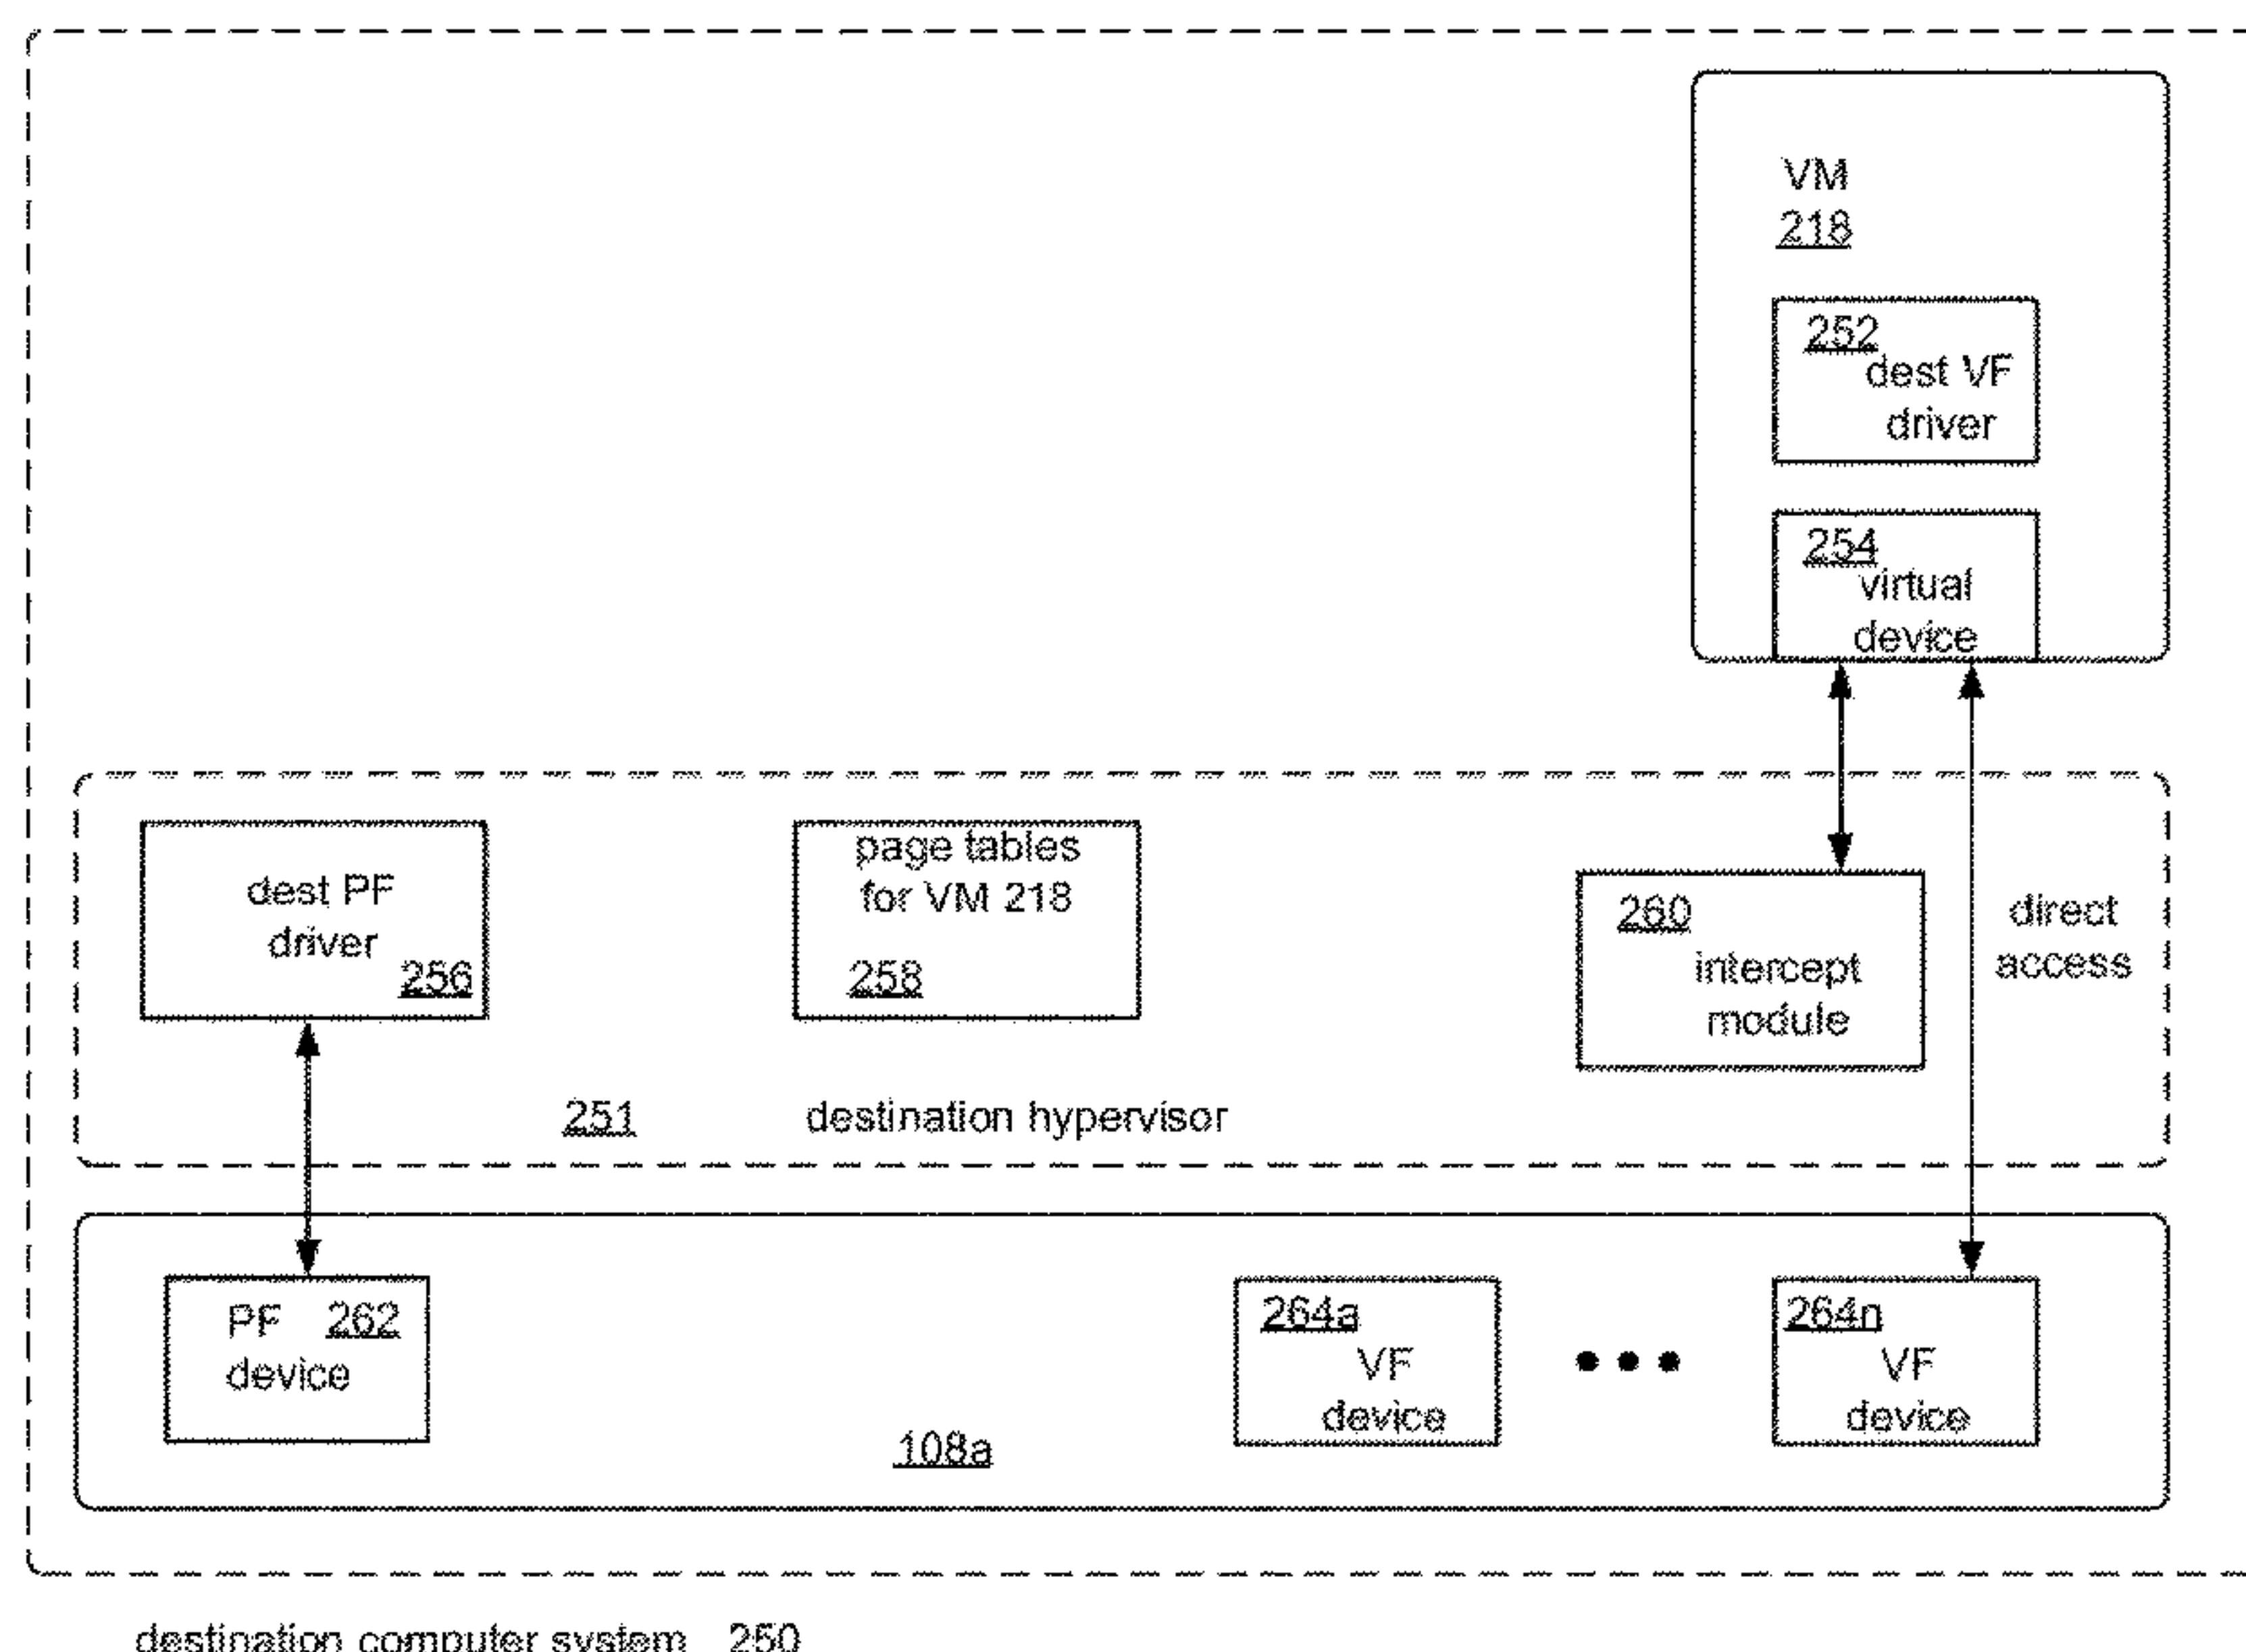 VM
218
252
dest VF
driver
254
virtual
device
dest PF
driver
256
page tables
for VM 218
258
260
intercept
module
direct
access
251 destination hypervisor
PF 262
device
264a
VF
device
264n
VF
device
108a
destination computer system 250